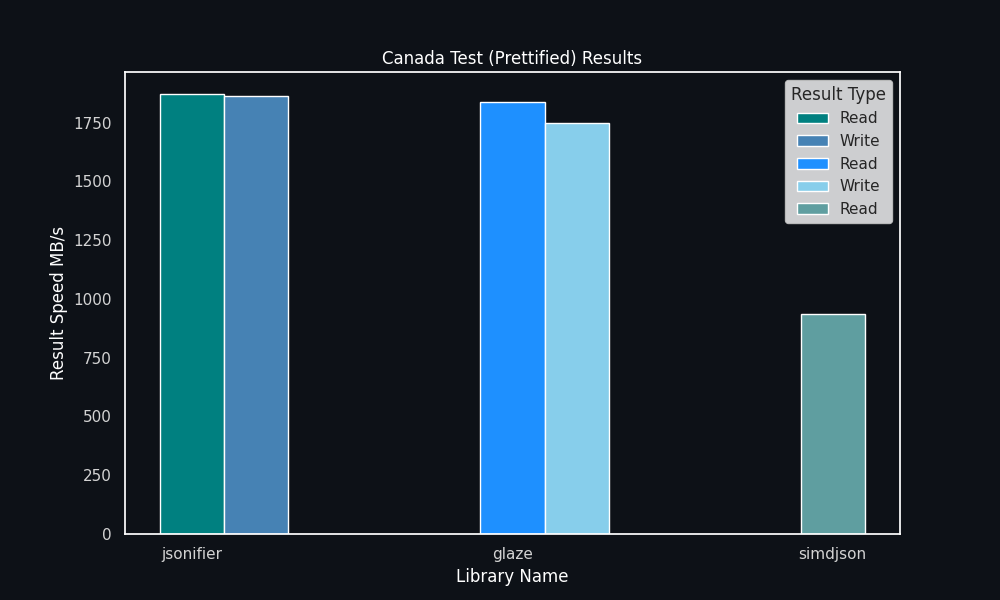 Canada Test (Prettified) Results
Result Type
Read
Write
Read
Write
Read
Result Speed MB/s
1750
1500
1250
1000
750
500
250
0
jsonifier
glaze
simdjson
Library Name